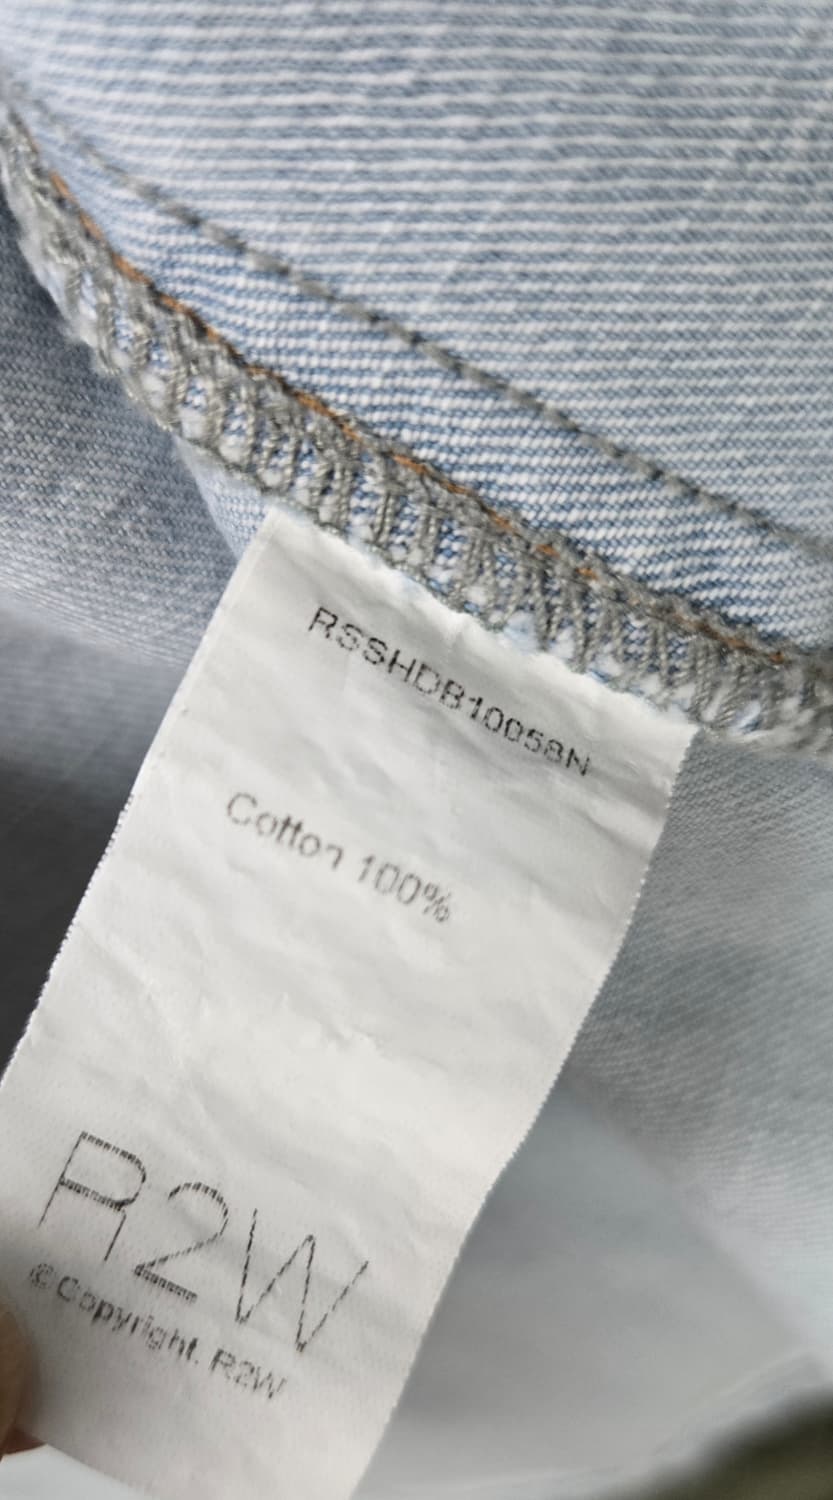 RSSHDB10058N
Cotton 100%
R2W
© Copyright. R2W